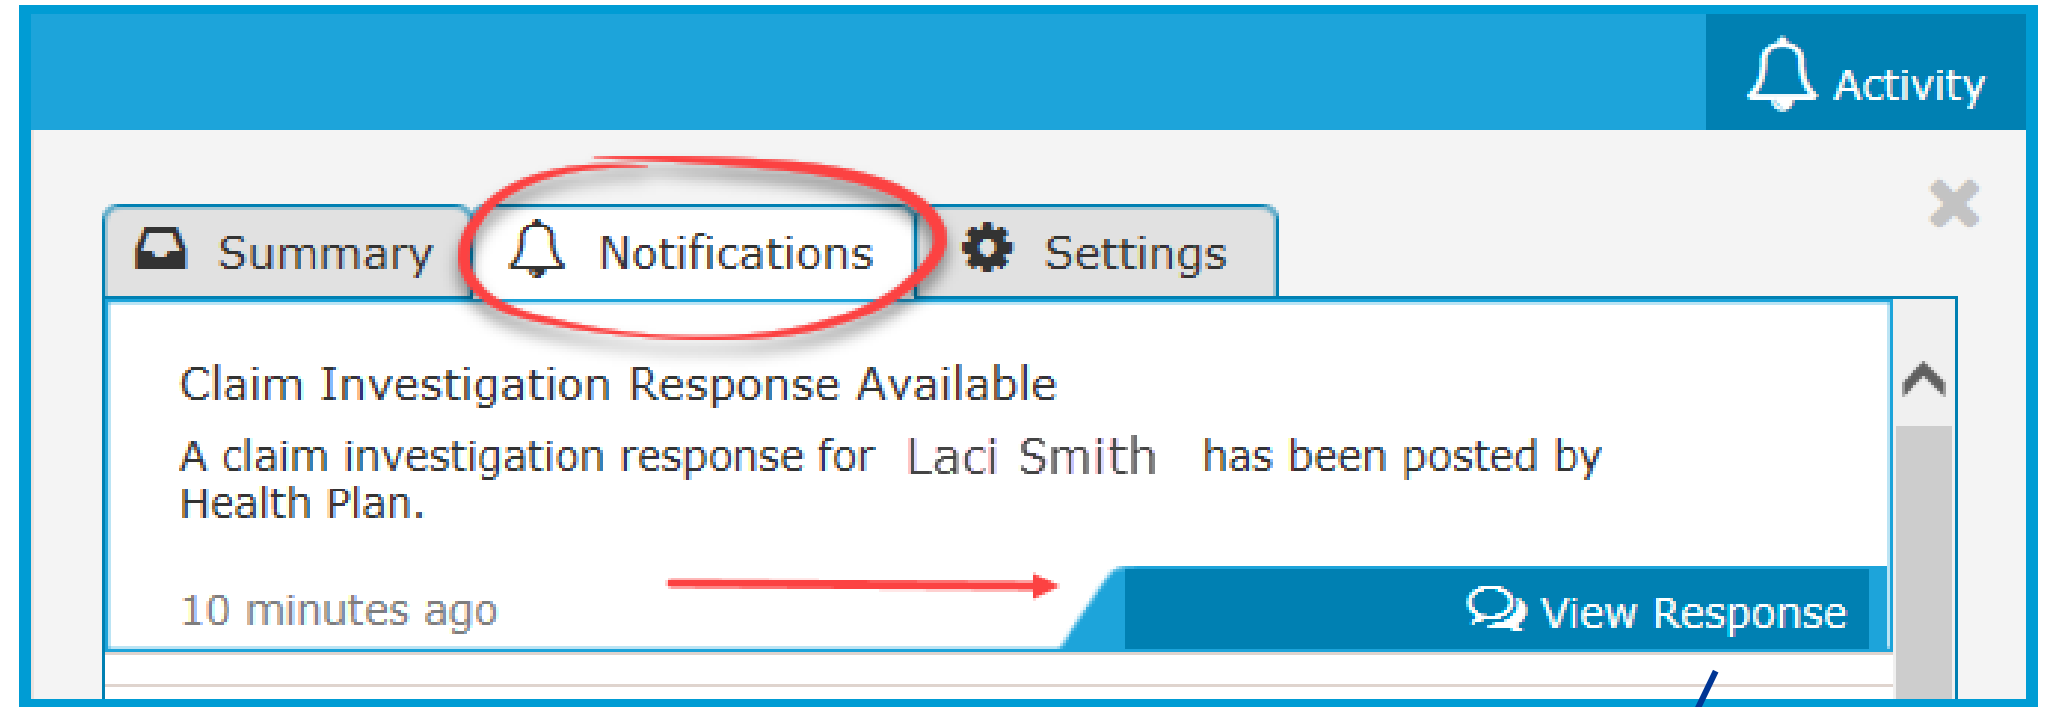 Activity
Summary Notifications Settings
Claim Investigation Response Available
A claim investigation response for Laci Smith has been posted by
Health Plan.
10 minutes ago View Response